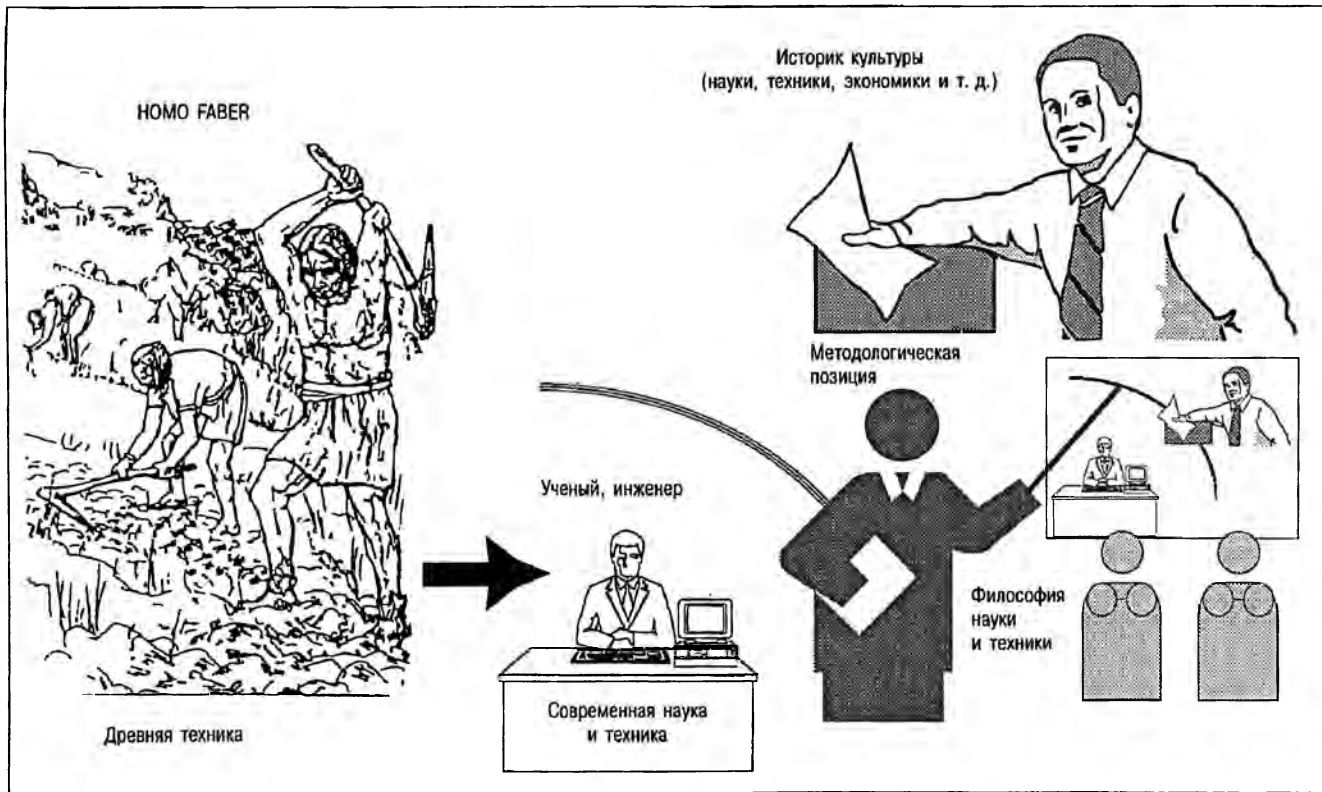 HOMO FABER
Древняя техника
Историк культуры
(науки, техники, экономики и т. д.)
Методологическая
позиция
Ученый, инженер
Современная наука
и техника
Философия
науки
и техники